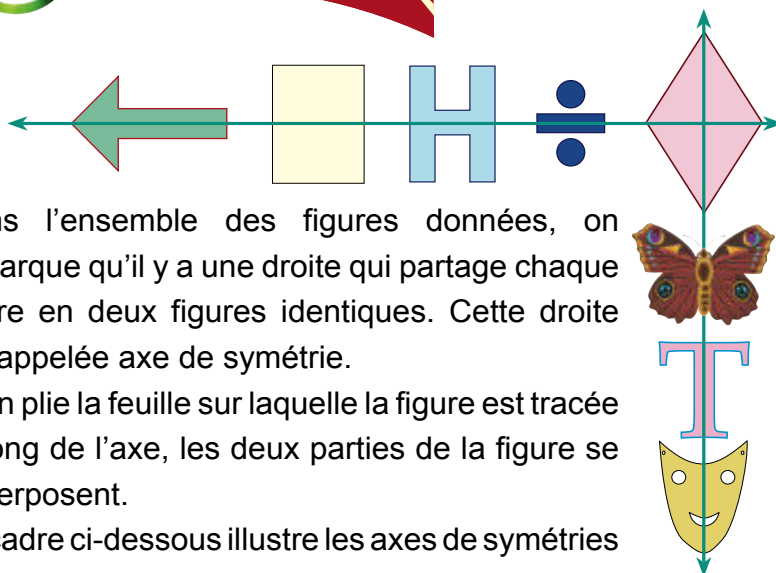 ns l'ensemble des figures données, on
arque qu'il y a une droite qui partage chaque
re en deux figures identiques. Cette droite
appelée axe de symétrie.
n plie la feuille sur laquelle la figure est tracée
ong de l'axe, les deux parties de la figure se
erposent.
cadre ci-dessous illustre les axes de symétries